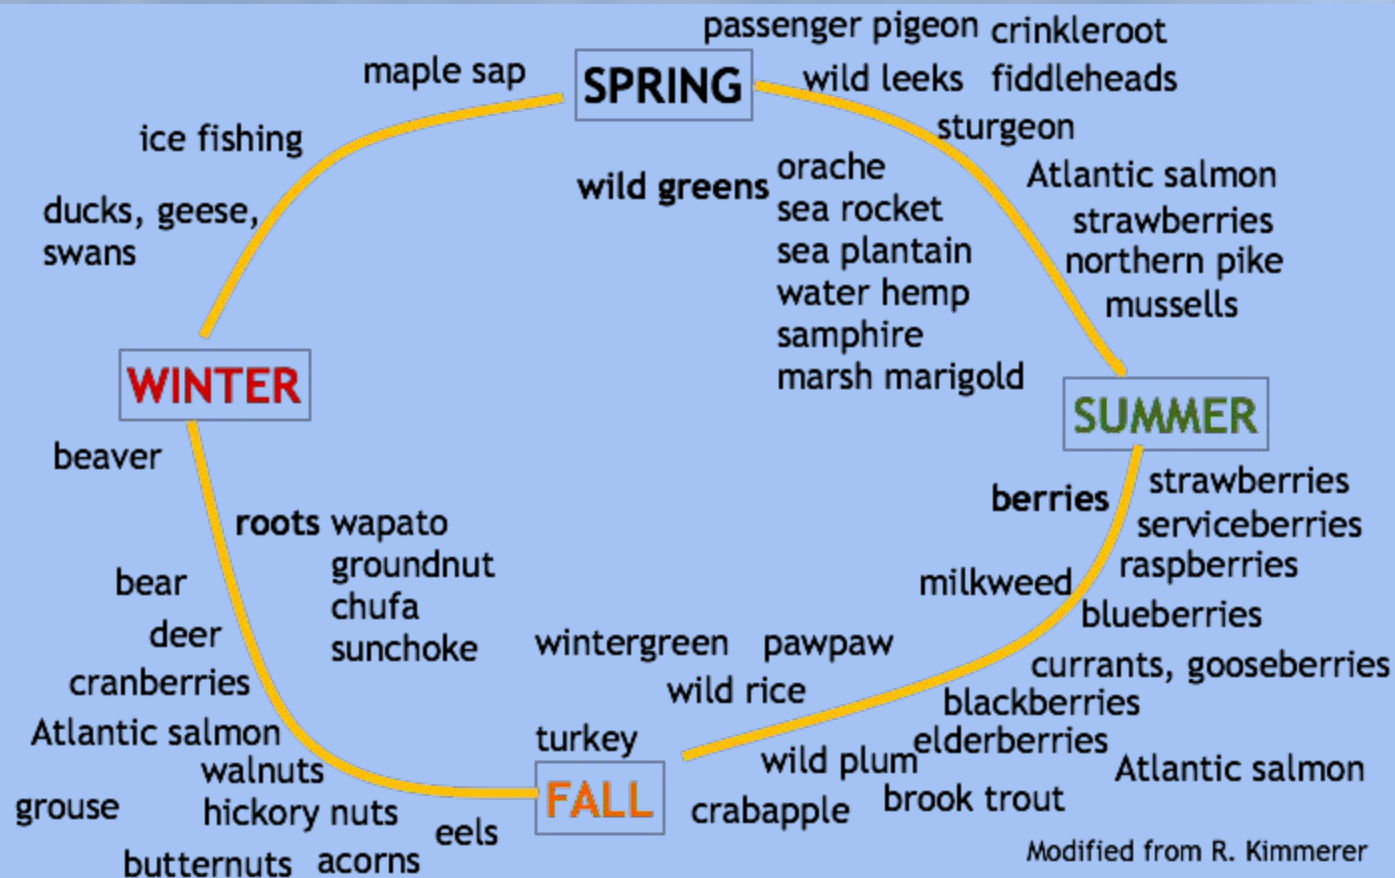 passenger pigeon crinkleroot
maple sap
SPRING
wild leeks fiddleheads
ice fishing
sturgeon
wild greens
orache
sea rocket
sea plantain
water hemp
samphire
marsh marigold
Atlantic salmon
strawberries
northern pike
mussells
ducks, geese,
swans
WINTER
SUMMER
beaver
berries
strawberries
serviceberries
raspberries
blueberries
currants, gooseberries
blackberries
elderberries
Atlantic salmon
roots wapato
groundnut
chufa
sunchoke
milkweed
bear
deer
cranberries
Atlantic salmon
walnuts
grouse
hickory nuts
eels
butternuts acorns
wintergreen pawpaw
wild rice
turkey
FALL
wild plum
crabapple
brook trout
Modified from R. Kimmerer